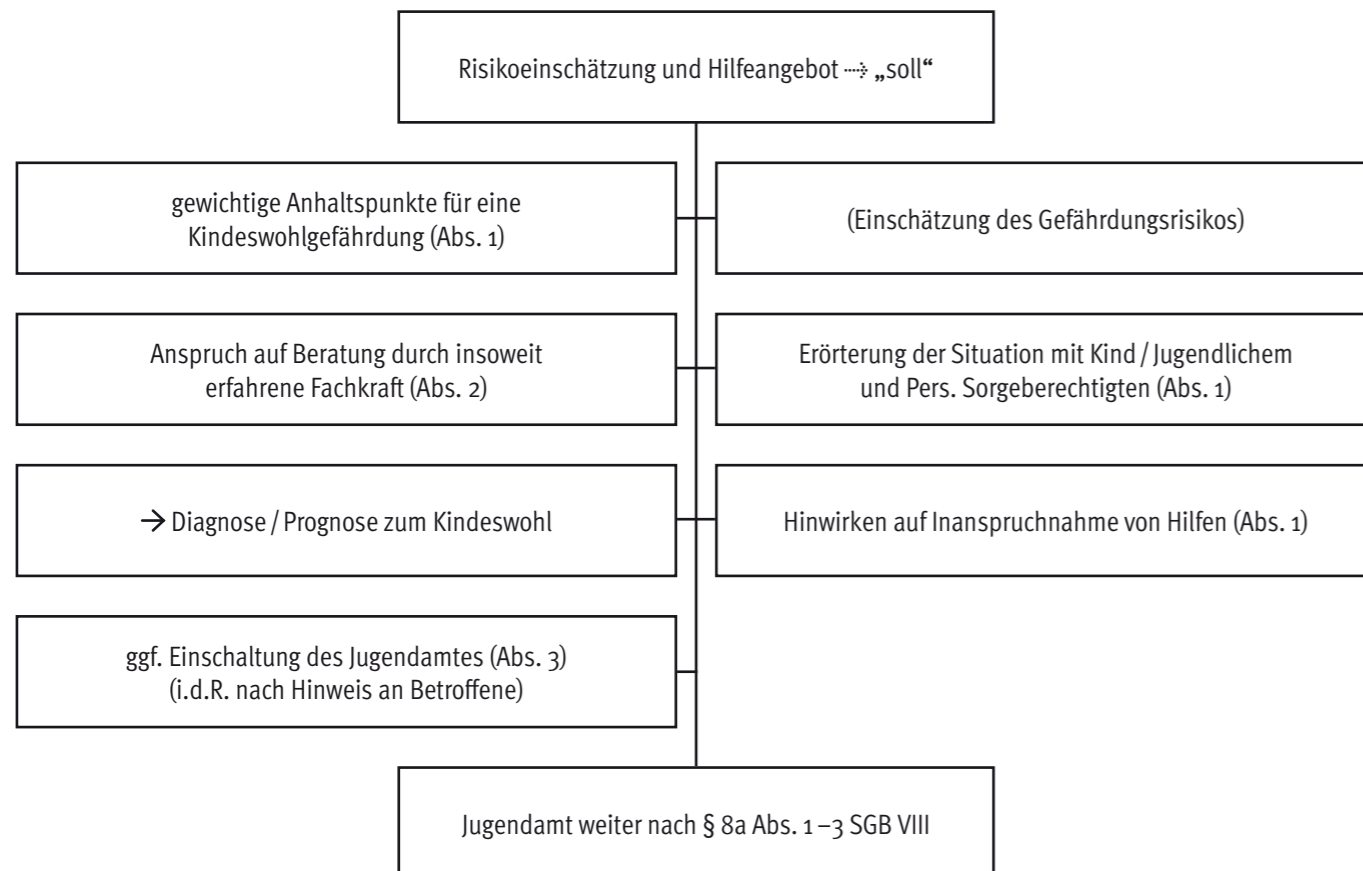 Risikoeinschätzung und Hilfeangebot ⤑ „soll“
gewichtige Anhaltspunkte für eine
Kindeswohlgefährdung (Abs. 1)
(Einschätzung des Gefährdungsrisikos)
Anspruch auf Beratung durch insoweit
erfahrene Fachkraft (Abs. 2)
Erörterung der Situation mit Kind / Jugendlichem
und Pers. Sorgeberechtigten (Abs. 1)
→ Diagnose / Prognose zum Kindeswohl
Hinwirken auf Inanspruchnahme von Hilfen (Abs. 1)
ggf. Einschaltung des Jugendamtes (Abs. 3)
(i.d.R. nach Hinweis an Betroffene)
Jugendamt weiter nach § 8a Abs. 1 – 3 SGB VIII